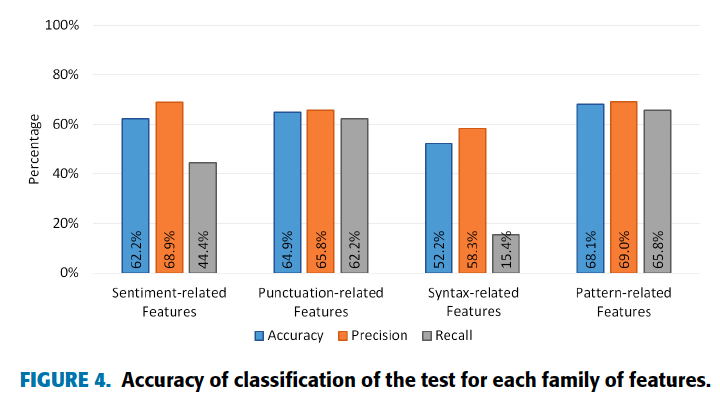 100%
80%
60%
40%
20%
0%
Percentage
62.2%
68.9%
44.4%
64.9%
65.8%
62.2%
52.2%
58.3%
15.4%
68.1%
69.0%
65.8%
Sentiment-related
Features
Punctuation-related
Features
Syntax-related
Features
Pattern-related
Features
Accuracy Precision Recall
FIGURE 4. Accuracy of classification of the test for each family of features.